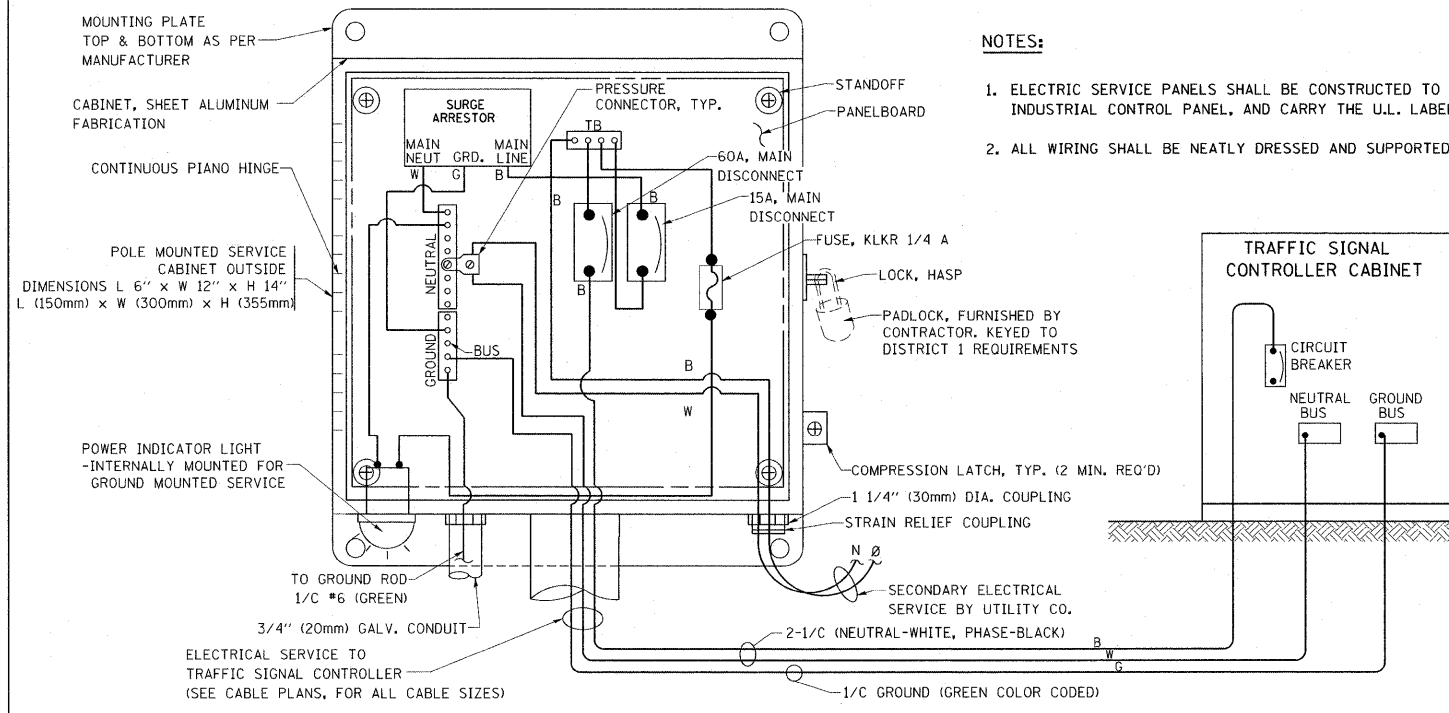 MOUNTING PLATE
TOP & BOTTOM AS PER
MANUFACTURER
CABINET, SHEET ALUMINUM
FABRICATION
CONTINUOUS PIANO HINGE
POLE MOUNTED SERVICE
CABINET OUTSIDE
DIMENSIONS L 6'' x W 12'' x H 14''
L (150mm) x W (300mm) x H (355mm)
POWER INDICATOR LIGHT
-INTERNALLY MOUNTED FOR
GROUND MOUNTED SERVICE
SURGE
ARRESTOR
MAIN
NEUT
GRD.
MAIN
LINE
W
G
B
PRESSURE
CONNECTOR, TYP.
TB
STANDOFF
PANELBOARD
60A, MAIN
DISCONNECT
15A, MAIN
DISCONNECT
B
B
B
FUSE, KLKR 1/4 A
LOCK, HASP
PADLOCK, FURNISHED BY
CONTRACTOR. KEYED TO
DISTRICT 1 REQUIREMENTS
NEUTRAL
GROUND
BUS
B
W
COMPRESSION LATCH, TYP. (2 MIN. REQ'D)
1 1/4'' (30mm) DIA. COUPLING
STRAIN RELIEF COUPLING
N Ø
SECONDARY ELECTRICAL
SERVICE BY UTILITY CO.
TO GROUND ROD
1/C #6 (GREEN)
3/4'' (20mm) GALV. CONDUIT
ELECTRICAL SERVICE TO
TRAFFIC SIGNAL CONTROLLER
(SEE CABLE PLANS, FOR ALL CABLE SIZES)
2-1/C (NEUTRAL-WHITE, PHASE-BLACK)
B
W
G
1/C GROUND (GREEN COLOR CODED)
NOTES:
1. ELECTRIC SERVICE PANELS SHALL BE CONSTRUCTED TO
INDUSTRIAL CONTROL PANEL, AND CARRY THE U.L. LABEL
2. ALL WIRING SHALL BE NEATLY DRESSED AND SUPPORTED
TRAFFIC SIGNAL
CONTROLLER CABINET
CIRCUIT
BREAKER
NEUTRAL
BUS
GROUND
BUS